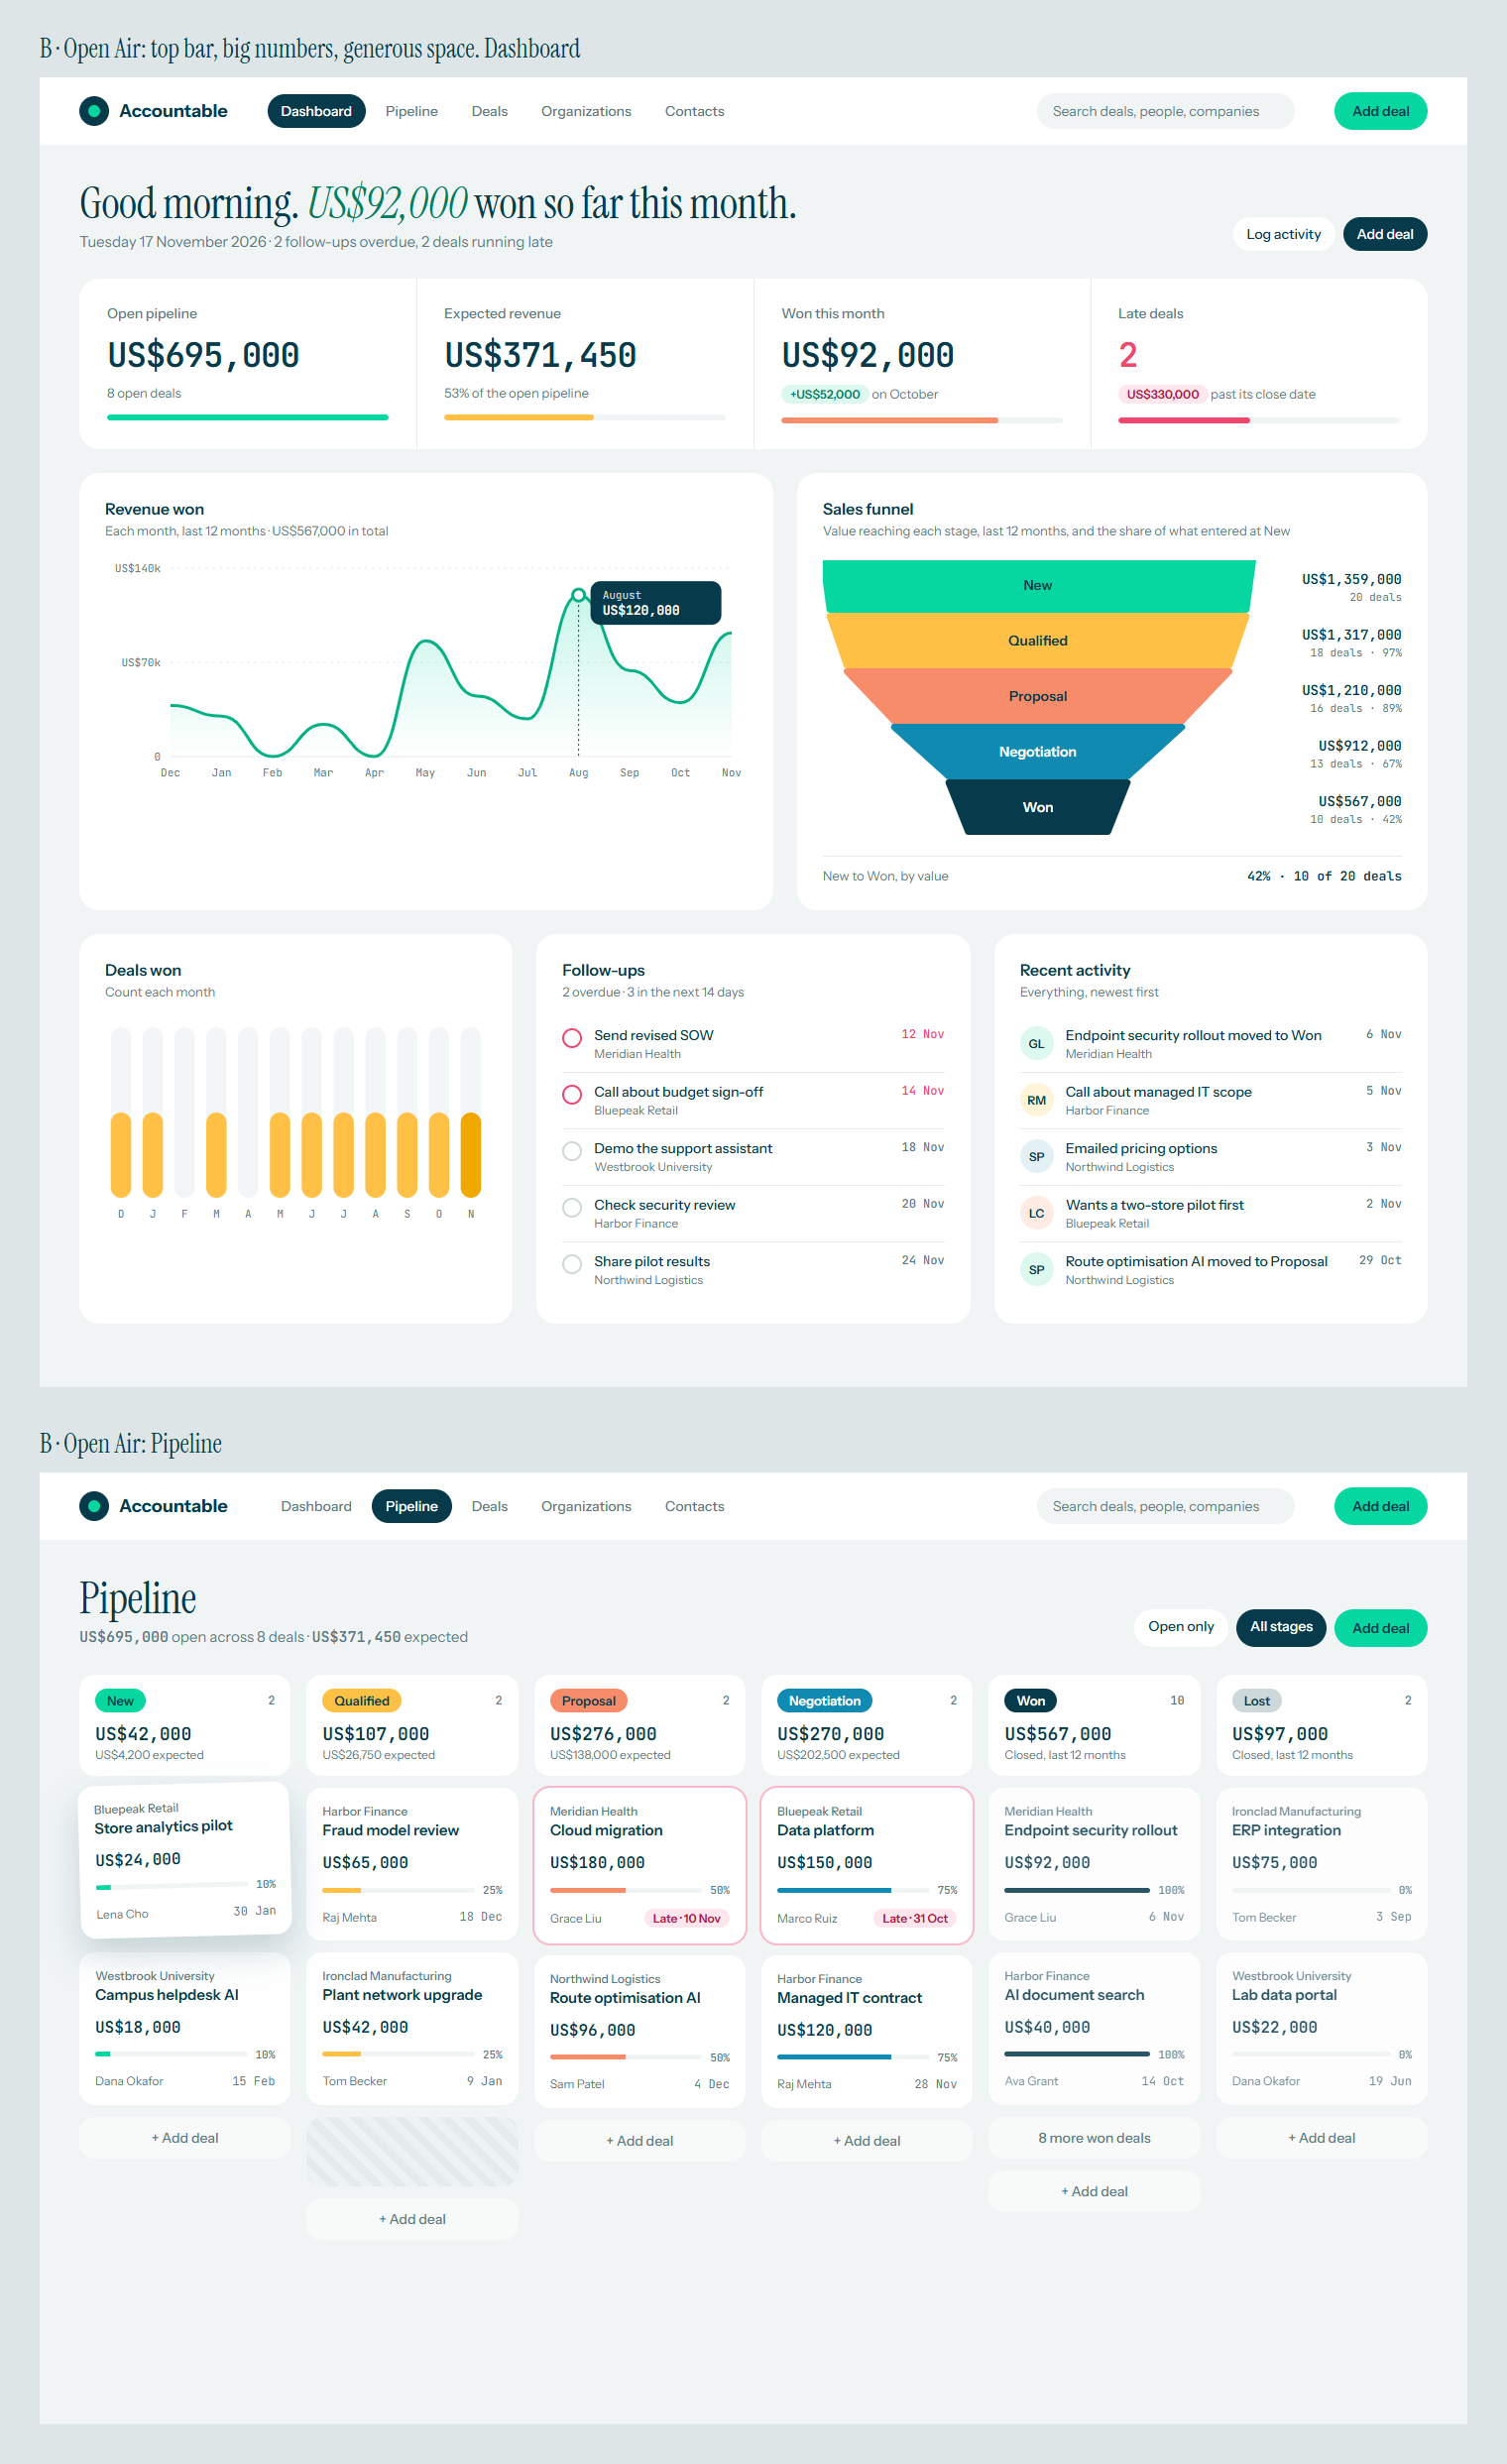 B · Open Air: top bar, big numbers, generous space. Dashboard
Accountable
Dashboard
Pipeline
Deals
Organizations
Contacts
Search deals, people, companies
Add deal
Good morning. US$92,000 won so far this month.
Tuesday 17 November 2026 · 2 follow-ups overdue, 2 deals running late
Log activity
Add deal
Open pipeline
US$695,000
8 open deals
Expected revenue
US$371,450
53% of the open pipeline
Won this month
US$92,000
+US$52,000 on October
Late deals
2
US$330,000 past its close date
Revenue won
Each month, last 12 months · US$567,000 in total
US$140k
US$70k
0
August
US$120,000
Dec Jan Feb Mar Apr May Jun Jul Aug Sep Oct Nov
Sales funnel
Value reaching each stage, last 12 months, and the share of what entered at New
New
US$1,359,000
20 deals
Qualified
US$1,317,000
18 deals · 97%
Proposal
US$1,210,000
16 deals · 89%
Negotiation
US$912,000
13 deals · 67%
Won
US$567,000
10 deals · 42%
New to Won, by value
42% · 10 of 20 deals
Deals won
Count each month
D J F M A M J J A S O N
Follow-ups
2 overdue · 3 in the next 14 days
Send revised SOW
12 Nov
Meridian Health
Call about budget sign-off
14 Nov
Bluepeak Retail
Demo the support assistant
18 Nov
Westbrook University
Check security review
20 Nov
Harbor Finance
Share pilot results
24 Nov
Northwind Logistics
Recent activity
Everything, newest first
GL
Endpoint security rollout moved to Won
6 Nov
Meridian Health
RM
Call about managed IT scope
5 Nov
Harbor Finance
SP
Emailed pricing options
3 Nov
Northwind Logistics
LC
Wants a two-store pilot first
2 Nov
Bluepeak Retail
SP
Route optimisation AI moved to Proposal
29 Oct
Northwind Logistics
B · Open Air: Pipeline
Accountable
Dashboard
Pipeline
Deals
Organizations
Contacts
Search deals, people, companies
Add deal
Pipeline
US$695,000 open across 8 deals · US$371,450 expected
Open only
All stages
Add deal
New
2
US$42,000
US$4,200 expected
Bluepeak Retail
Store analytics pilot
US$24,000
10%
Lena Cho
30 Jan
Westbrook University
Campus helpdesk AI
US$18,000
10%
Dana Okafor
15 Feb
+ Add deal
Qualified
2
US$107,000
US$26,750 expected
Harbor Finance
Fraud model review
US$65,000
25%
Raj Mehta
18 Dec
Ironclad Manufacturing
Plant network upgrade
US$42,000
25%
Tom Becker
9 Jan
+ Add deal
Proposal
2
US$276,000
US$138,000 expected
Meridian Health
Cloud migration
US$180,000
50%
Grace Liu
Late · 10 Nov
Northwind Logistics
Route optimisation AI
US$96,000
50%
Sam Patel
4 Dec
+ Add deal
Negotiation
2
US$270,000
US$202,500 expected
Bluepeak Retail
Data platform
US$150,000
75%
Marco Ruiz
Late · 31 Oct
Harbor Finance
Managed IT contract
US$120,000
75%
Raj Mehta
28 Nov
+ Add deal
Won
10
US$567,000
Closed, last 12 months
Meridian Health
Endpoint security rollout
US$92,000
100%
Grace Liu
6 Nov
Harbor Finance
AI document search
US$40,000
100%
Ava Grant
14 Oct
8 more won deals
+ Add deal
Lost
2
US$97,000
Closed, last 12 months
Ironclad Manufacturing
ERP integration
US$75,000
0%
Tom Becker
3 Sep
Westbrook University
Lab data portal
US$22,000
0%
Dana Okafor
19 Jun
+ Add deal